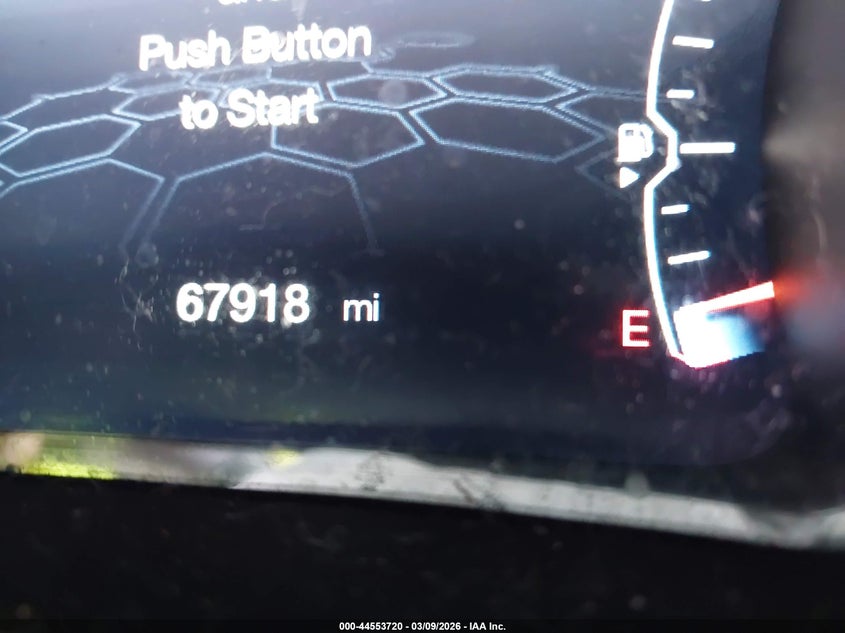 Push Button
to Start
67918 mi
E
000-44553720 - 03/09/2026 - IAA Inc.